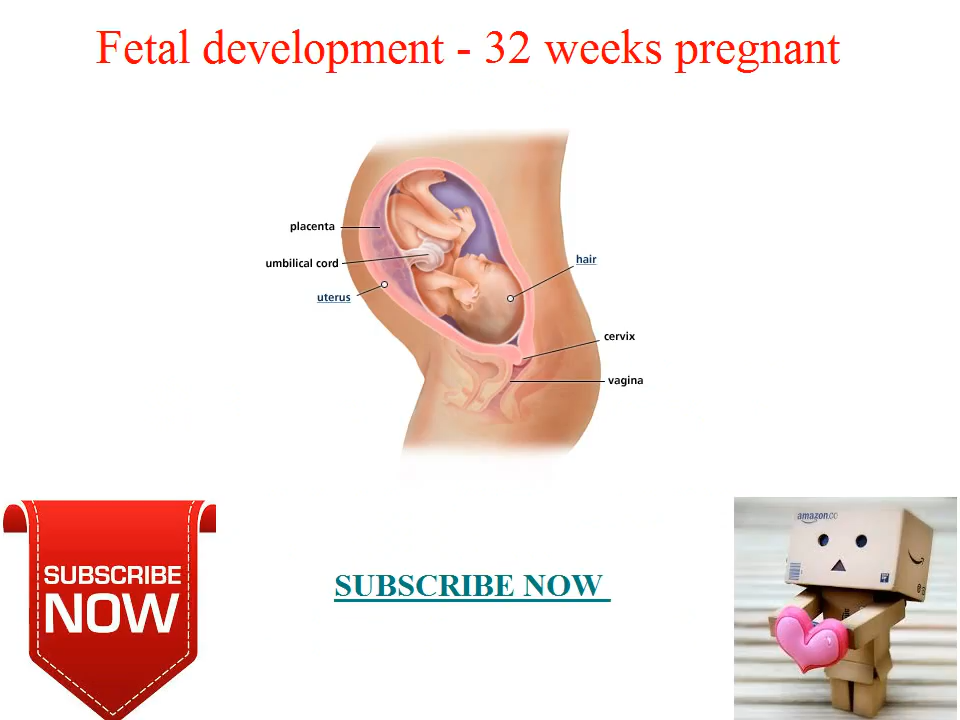 Fetal development - 32 weeks pregnant
placenta
umbilical cord
hair
uterus
cervix
vagina
SUBSCRIBE
NOW
SUBSCRIBE NOW
amazon.co